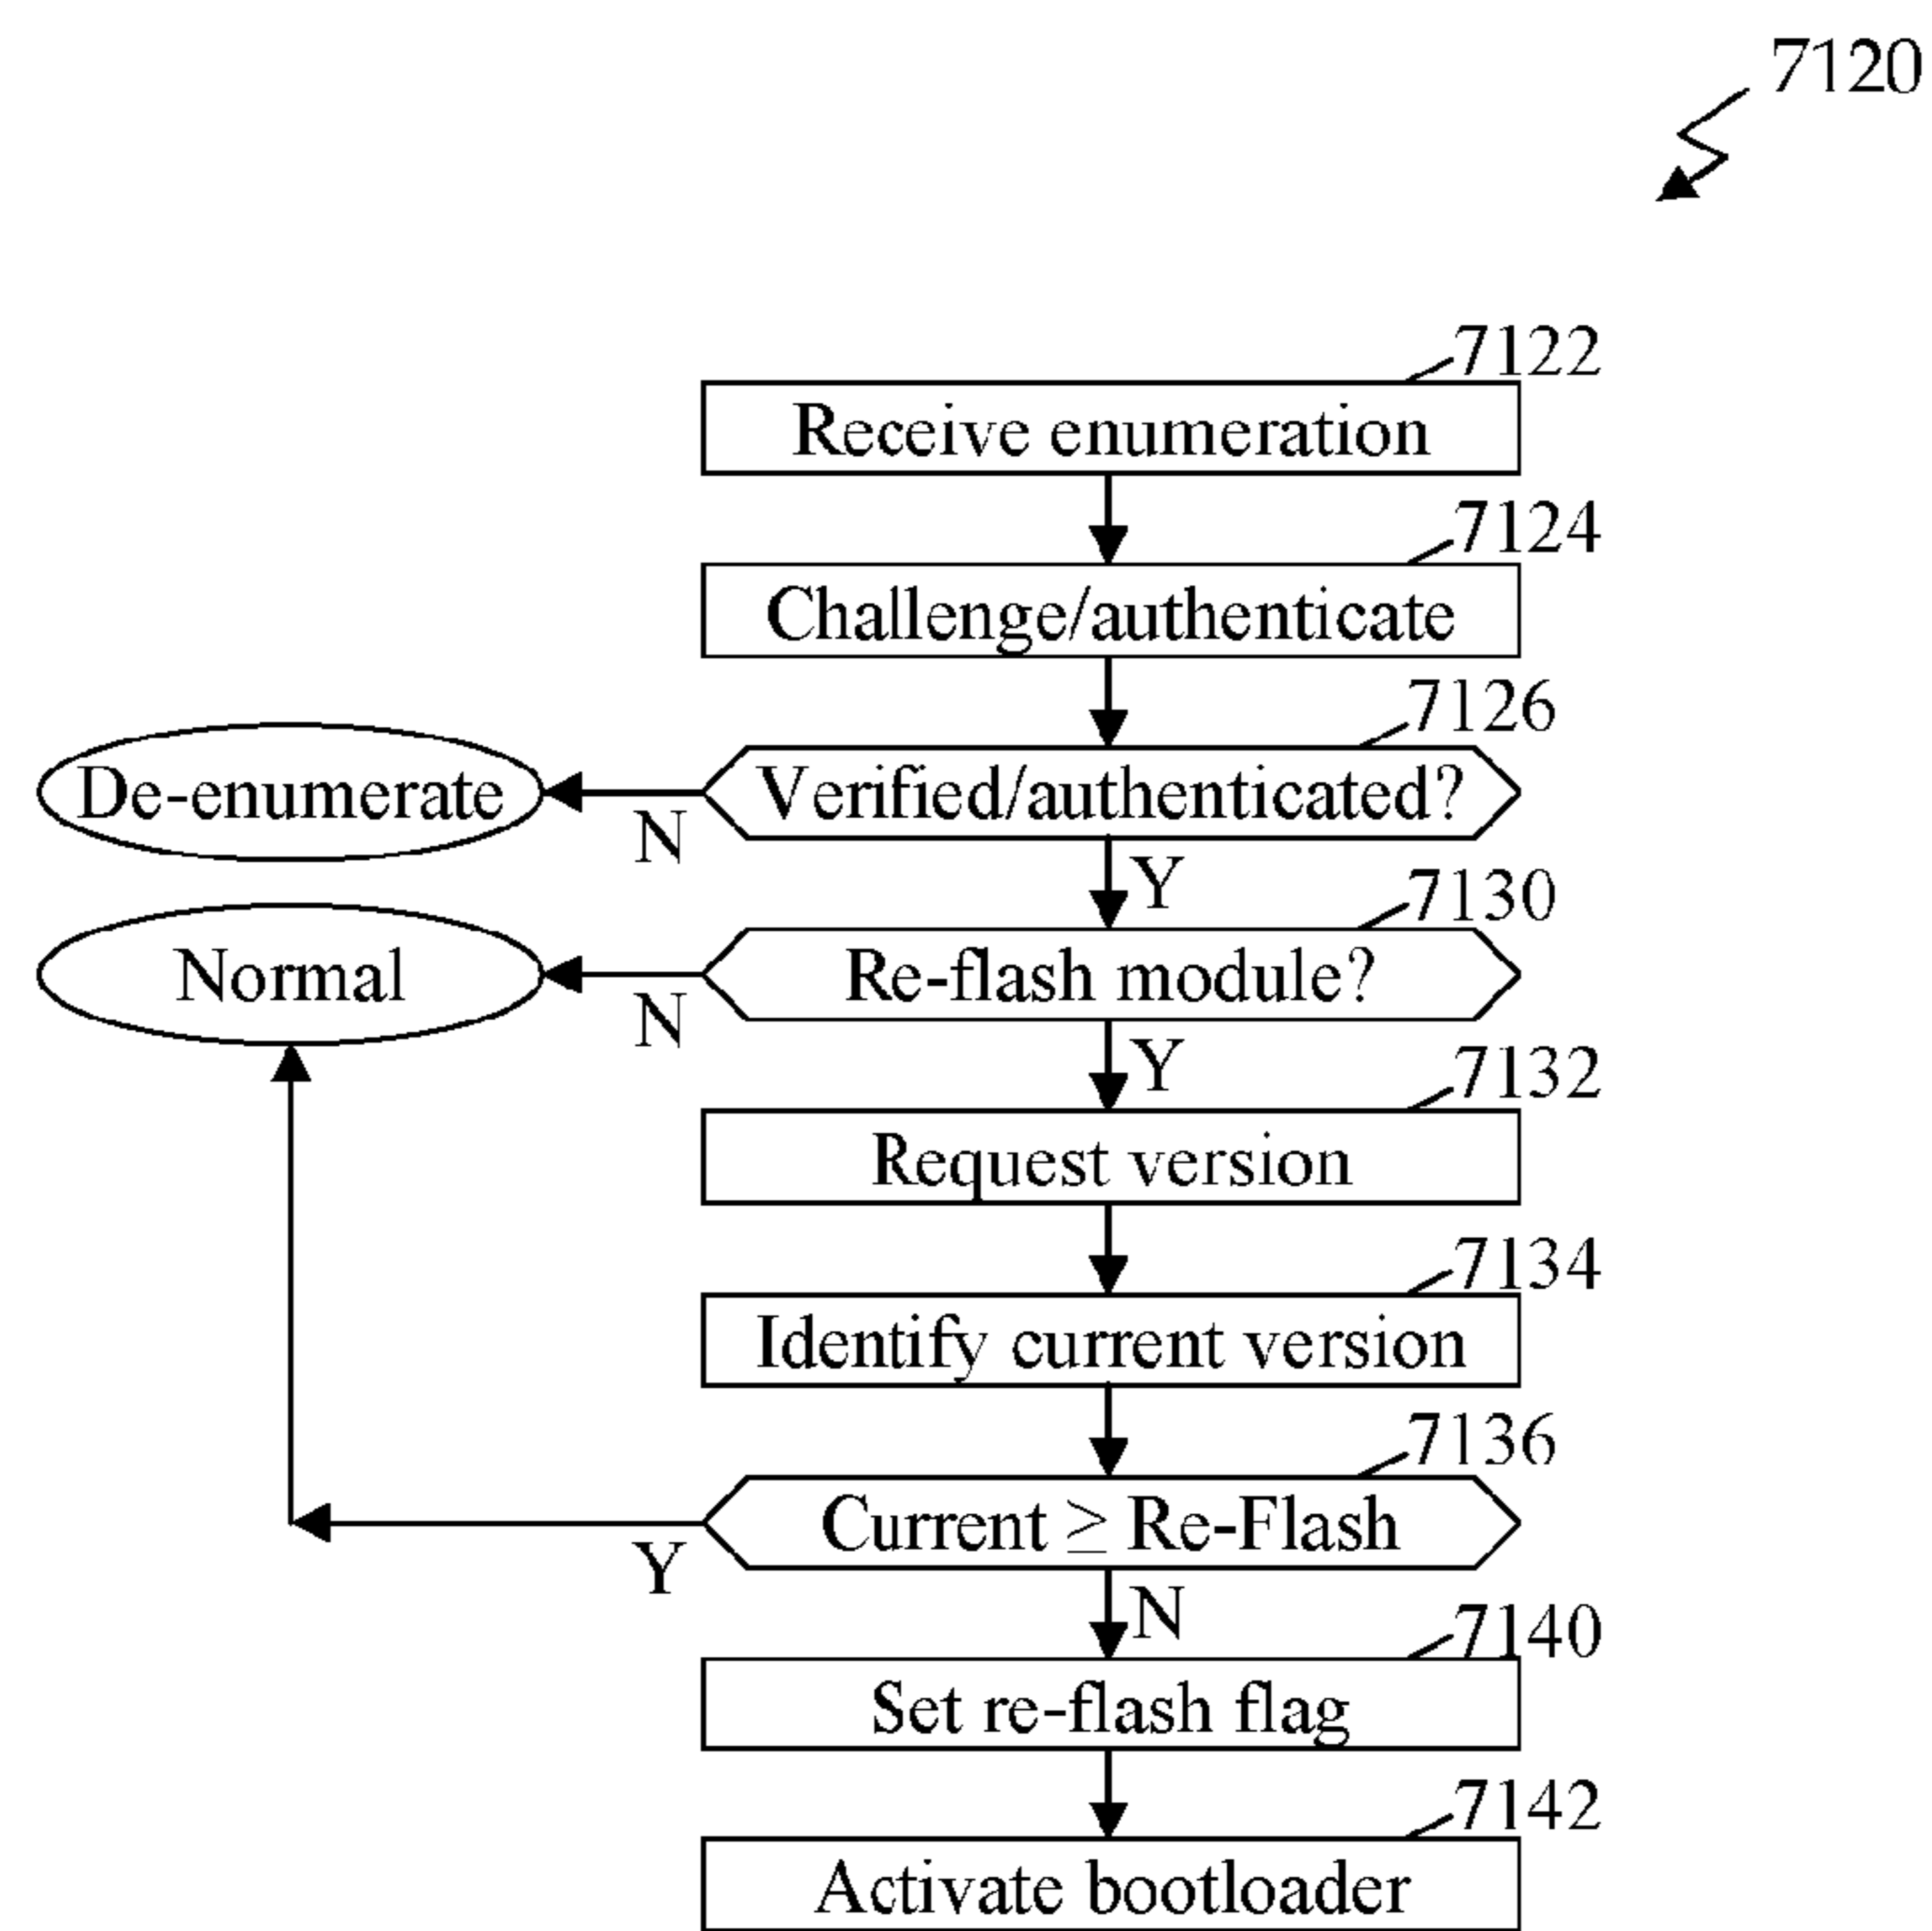 7120
7122
Receive enumeration
7124
Challenge/authenticate
7126
De-enumerate
N
Verified/authenticated?
Y
7130
Normal
N
Re-flash module?
Y
7132
Request version
7134
Identify current version
7136
Current ≥ Re-Flash
Y
N
7140
Set re-flash flag
7142
Activate bootloader